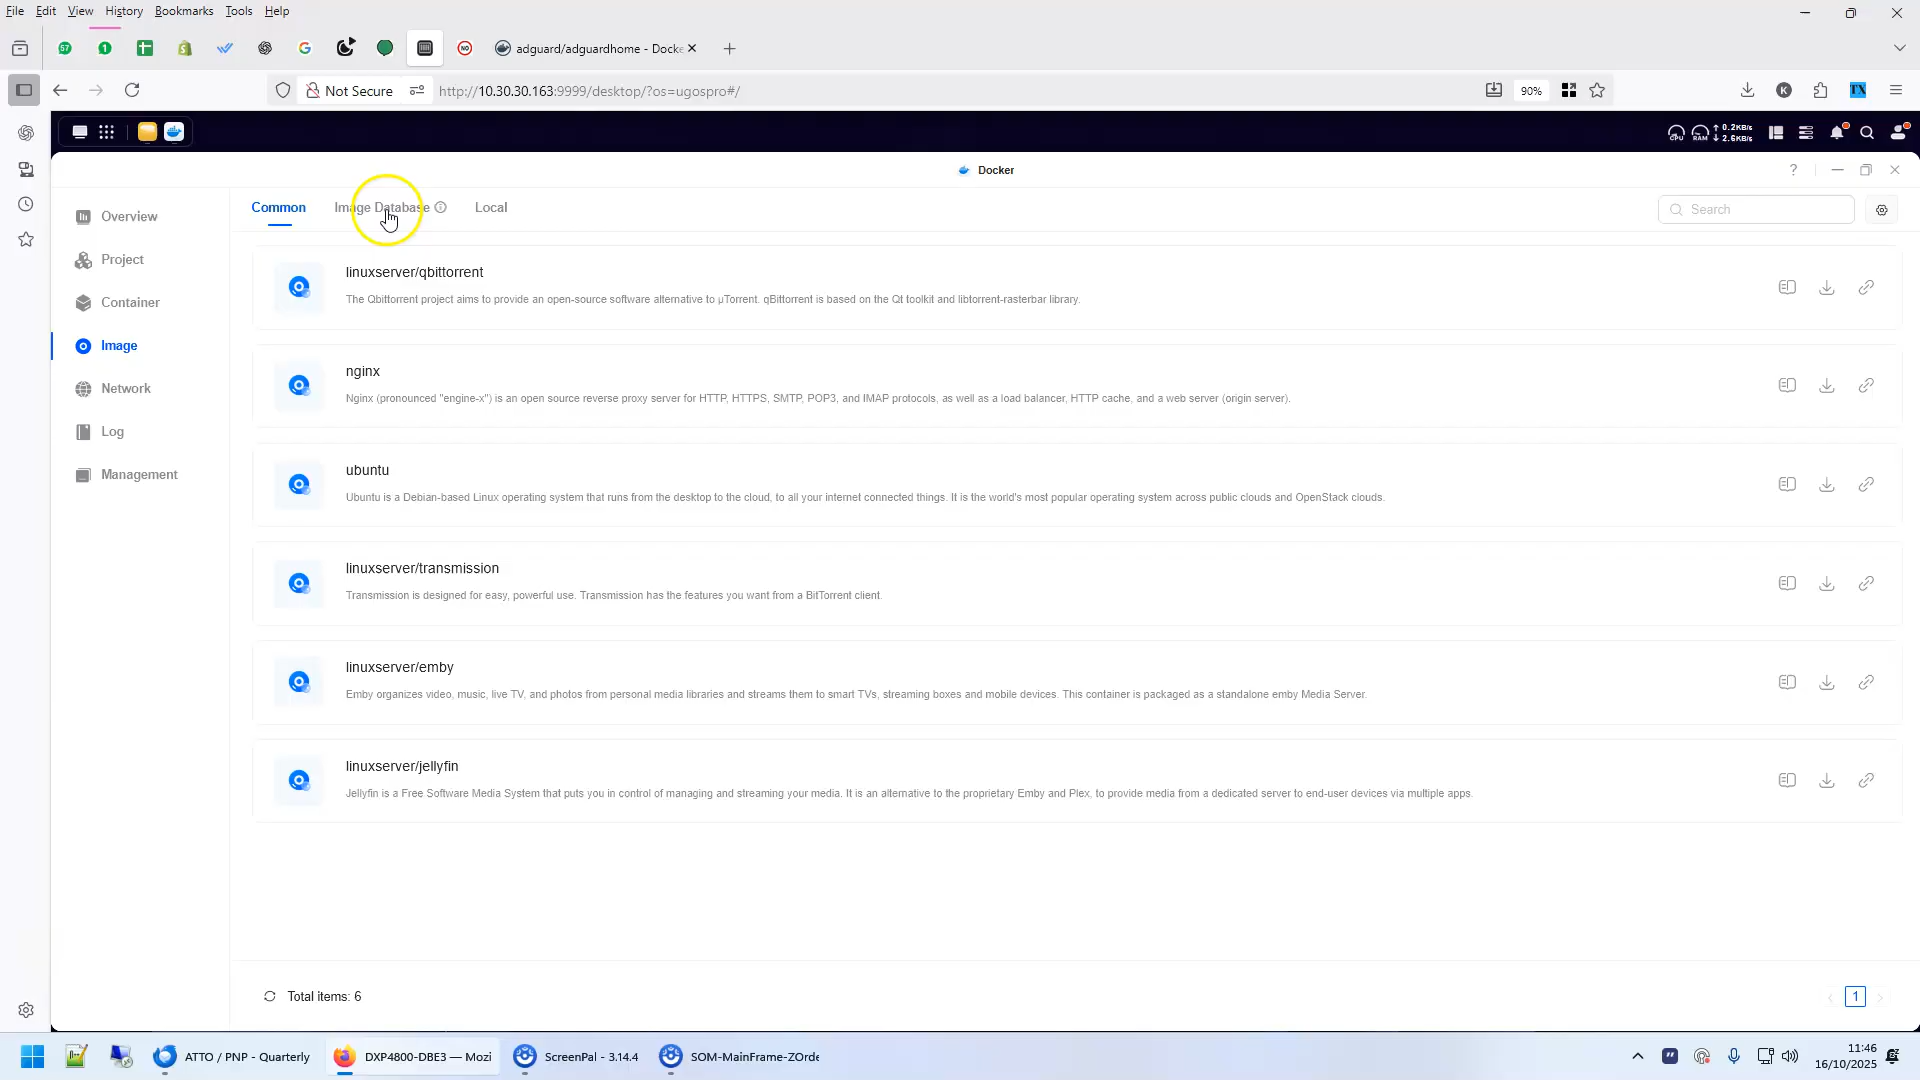 File Edit View History Bookmarks Tools Help
57 1 NO adguard/adguardhome - Docke
Not Secure http://10.30.30.163:9999/desktop/?os=ugospro#/ 90% K TX
CPU RAM 0.2KB/s 2.6KB/s
Docker
Overview
Project
Container
Image
Network
Log
Management
Common Image Database Local Search
linuxserver/qbittorrent
The Qbittorrent project aims to provide an open-source software alternative to µTorrent. qBittorrent is based on the Qt toolkit and libtorrent-rasterbar library.
nginx
Nginx (pronounced "engine-x") is an open source reverse proxy server for HTTP, HTTPS, SMTP, POP3, and IMAP protocols, as well as a load balancer, HTTP cache, and a web server (origin server).
ubuntu
Ubuntu is a Debian-based Linux operating system that runs from the desktop to the cloud, to all your internet connected things. It is the world's most popular operating system across public clouds and OpenStack clouds.
linuxserver/transmission
Transmission is designed for easy, powerful use. Transmission has the features you want from a BitTorrent client.
linuxserver/emby
Emby organizes video, music, live TV, and photos from personal media libraries and streams them to smart TVs, streaming boxes and mobile devices. This container is packaged as a standalone emby Media Server.
linuxserver/jellyfin
Jellyfin is a Free Software Media System that puts you in control of managing and streaming your media. It is an alternative to the proprietary Emby and Plex, to provide media from a dedicated server to end-user devices via multiple apps.
Total items: 6
1
ATTO / PNP - Quarterly DXP4800-DBE3 — Mozi ScreenPal - 3.14.4 SOM-MainFrame-ZOrde
11:46
16/10/2025